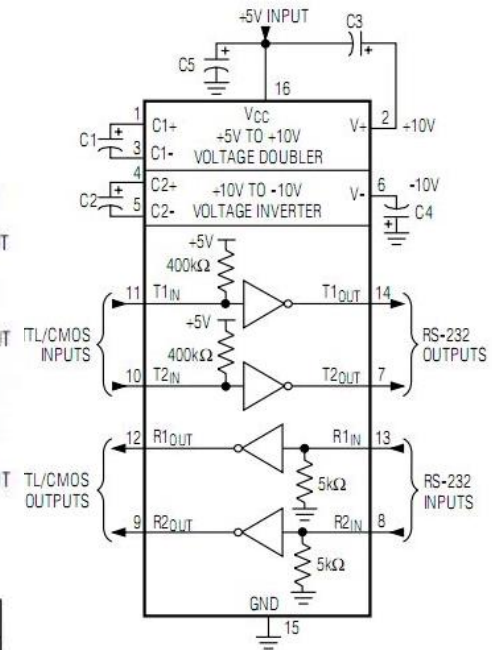 +5V INPUT
C3
+
C5
+
16
1
C1+
VCC
+5V TO +10V
VOLTAGE DOUBLER
V+
2
+10V
C1
+
3
C1-
4
C2+
+10V TO -10V
VOLTAGE INVERTER
V-
6
-10V
C2
+
5
C2-
C4
+
+5V
400kΩ
11
T1IN
T1OUT
14
+5V
400kΩ
TL/CMOS
INPUTS
RS-232
OUTPUTS
10
T2IN
T2OUT
7
12
R1OUT
R1IN
13
5kΩ
TL/CMOS
OUTPUTS
RS-232
INPUTS
9
R2OUT
R2IN
8
5kΩ
GND
15